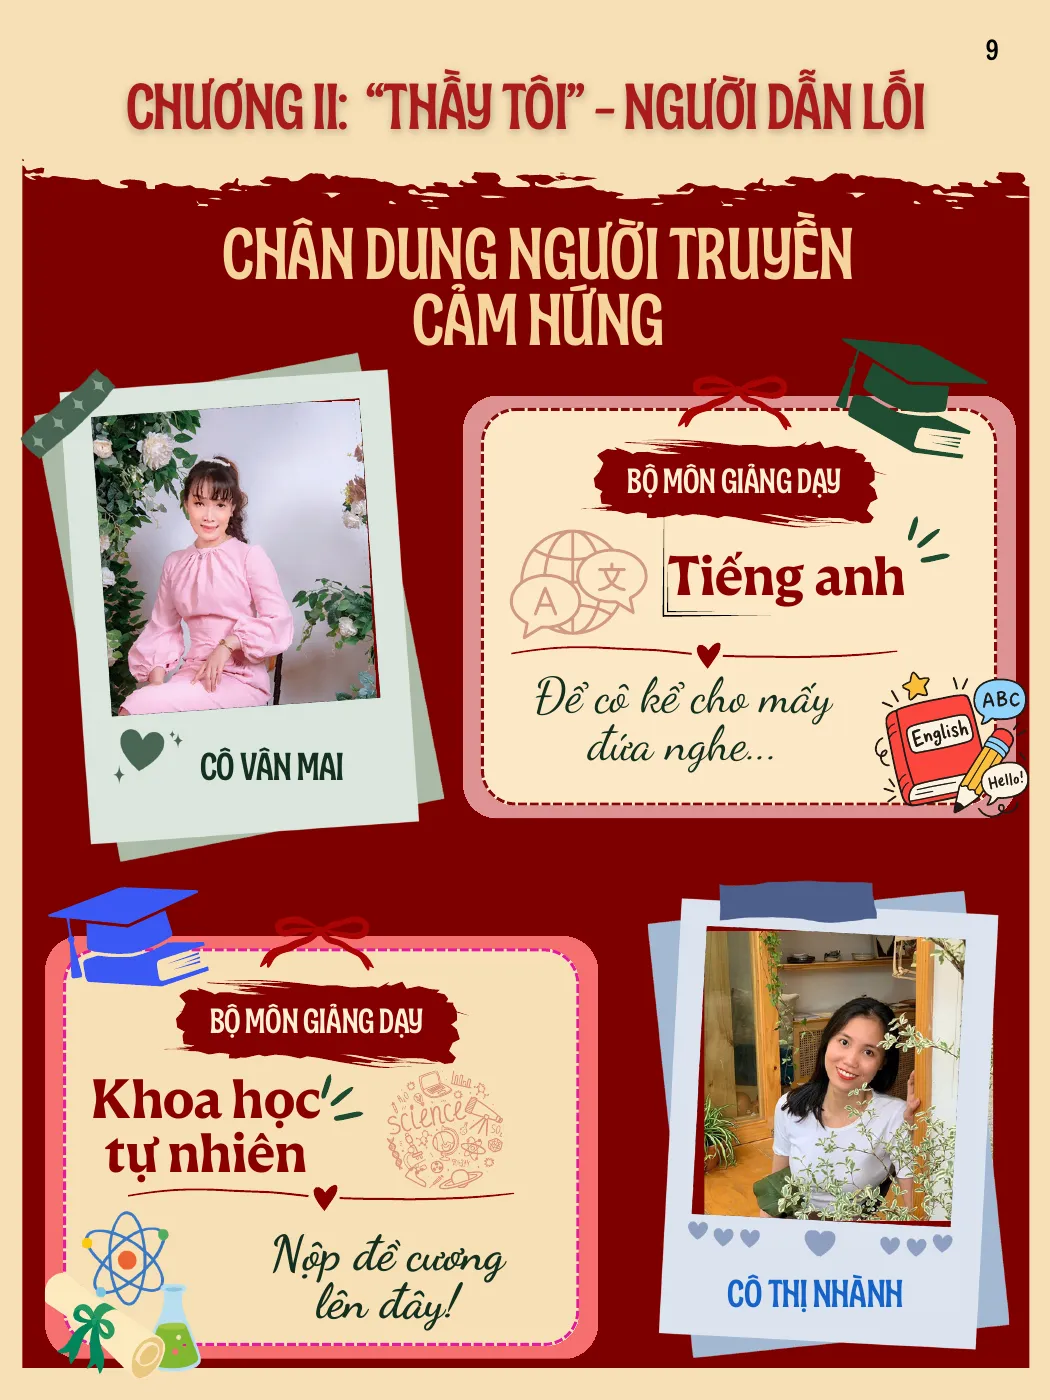 9
CHƯƠNG II: “THẦY TÔI” – NGƯỜI DẪN LỐI
CHÂN DUNG NGƯỜI TRUYỀN
CẢM HỨNG
CÔ VÂN MAI
BỘ MÔN GIẢNG DẠY
A
文
Tiếng anh
Để cô kể cho mấy
đứa nghe...
ABC
English
Hello!
BỘ MÔN GIẢNG DẠY
Khoa học
tự nhiên
science
Nộp đề cương
lên đây!
CÔ THỊ NHÀNH